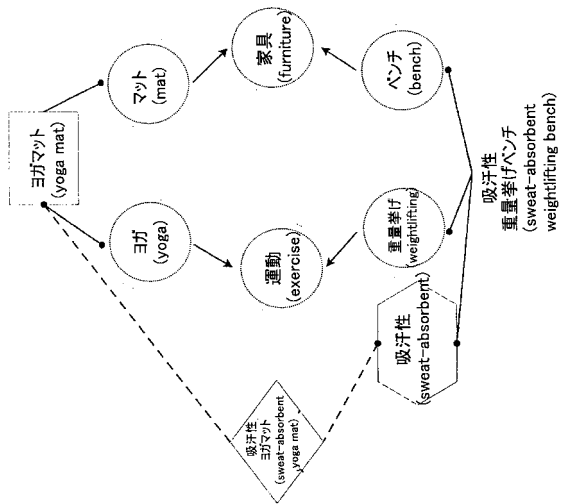 ヨガマット
(yoga mat)
マット
(mat)
家具
(furniture)
ベンチ
(bench)
ヨガ
(yoga)
運動
(exercise)
重量挙げ
(weightlifting)
吸汗性
(sweat-absorbent)
吸汗性
ヨガマット
(sweat-absorbent
yoga mat)
吸汗性
重量挙げベンチ
(sweat-absorbent
weightlifting bench)